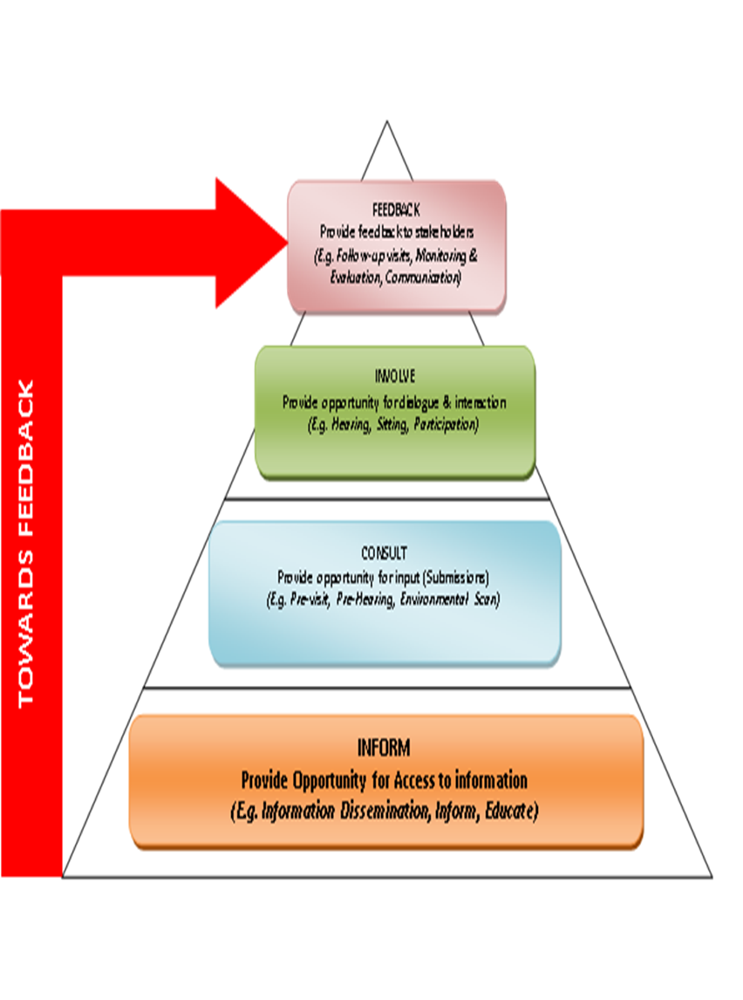 FEEDBACK
Provide feedback to stakeholders
(E.g. Follow-up visits, Monitoring &
Evaluation, Communication)
INVOLVE
Provide opportunity for dialogue & interaction
(E.g. Hearing, Sitting, Participation)
CONSULT
Provide opportunity for input (Submissions)
(E.g. Pre-visit, Pre-Hearing, Environmental Scan)
INFORM
Provide Opportunity for Access to information
(E.g. Information Dissemination, Inform, Educate)
TOWARDS FEEDBACK